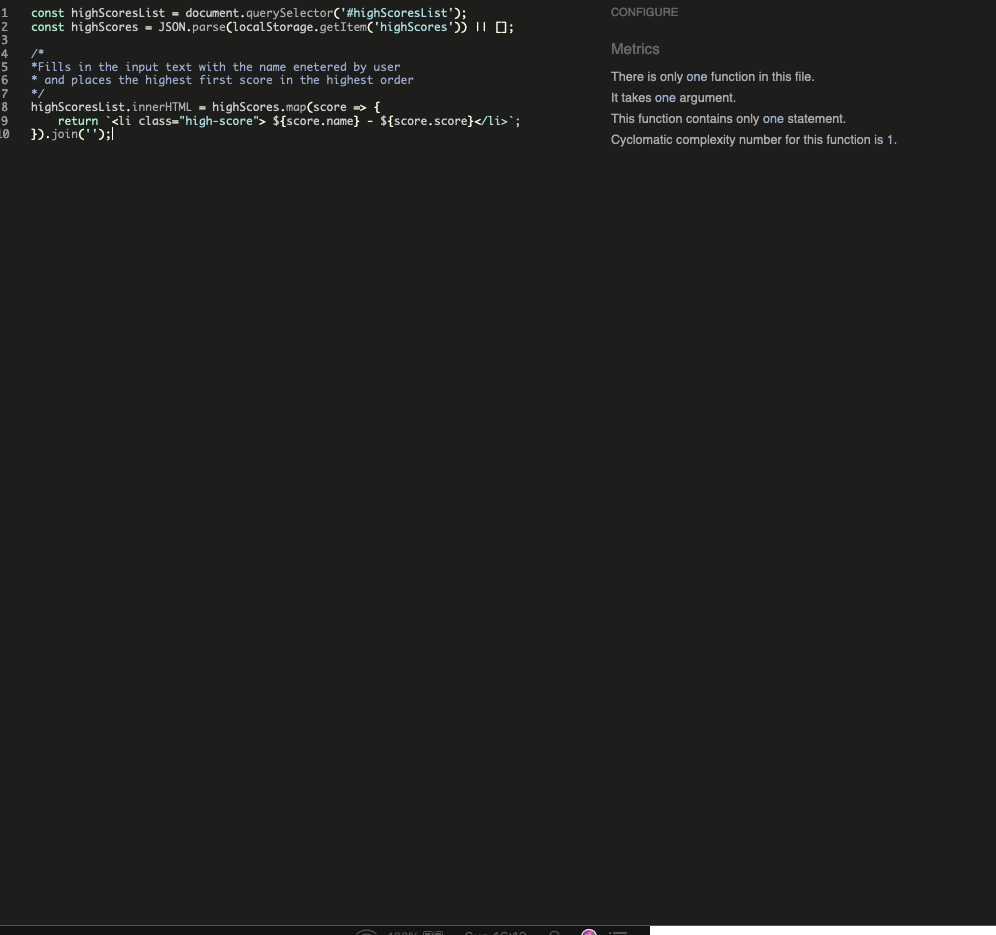 1 const highScoresList = document.querySelector('#highScoresList');
2 const highScores = JSON.parse(localStorage.getItem('highScores')) || [];
3
4 /*
5 *Fills in the input text with the name enetered by user
6 * and places the highest first score in the highest order
7 */
8 highScoresList.innerHTML = highScores.map(score => {
9 return `<li class="high-score"> ${score.name} - ${score.score}</li>`;
10 }).join('');
CONFIGURE
Metrics
There is only one function in this file.
It takes one argument.
This function contains only one statement.
Cyclomatic complexity number for this function is 1.